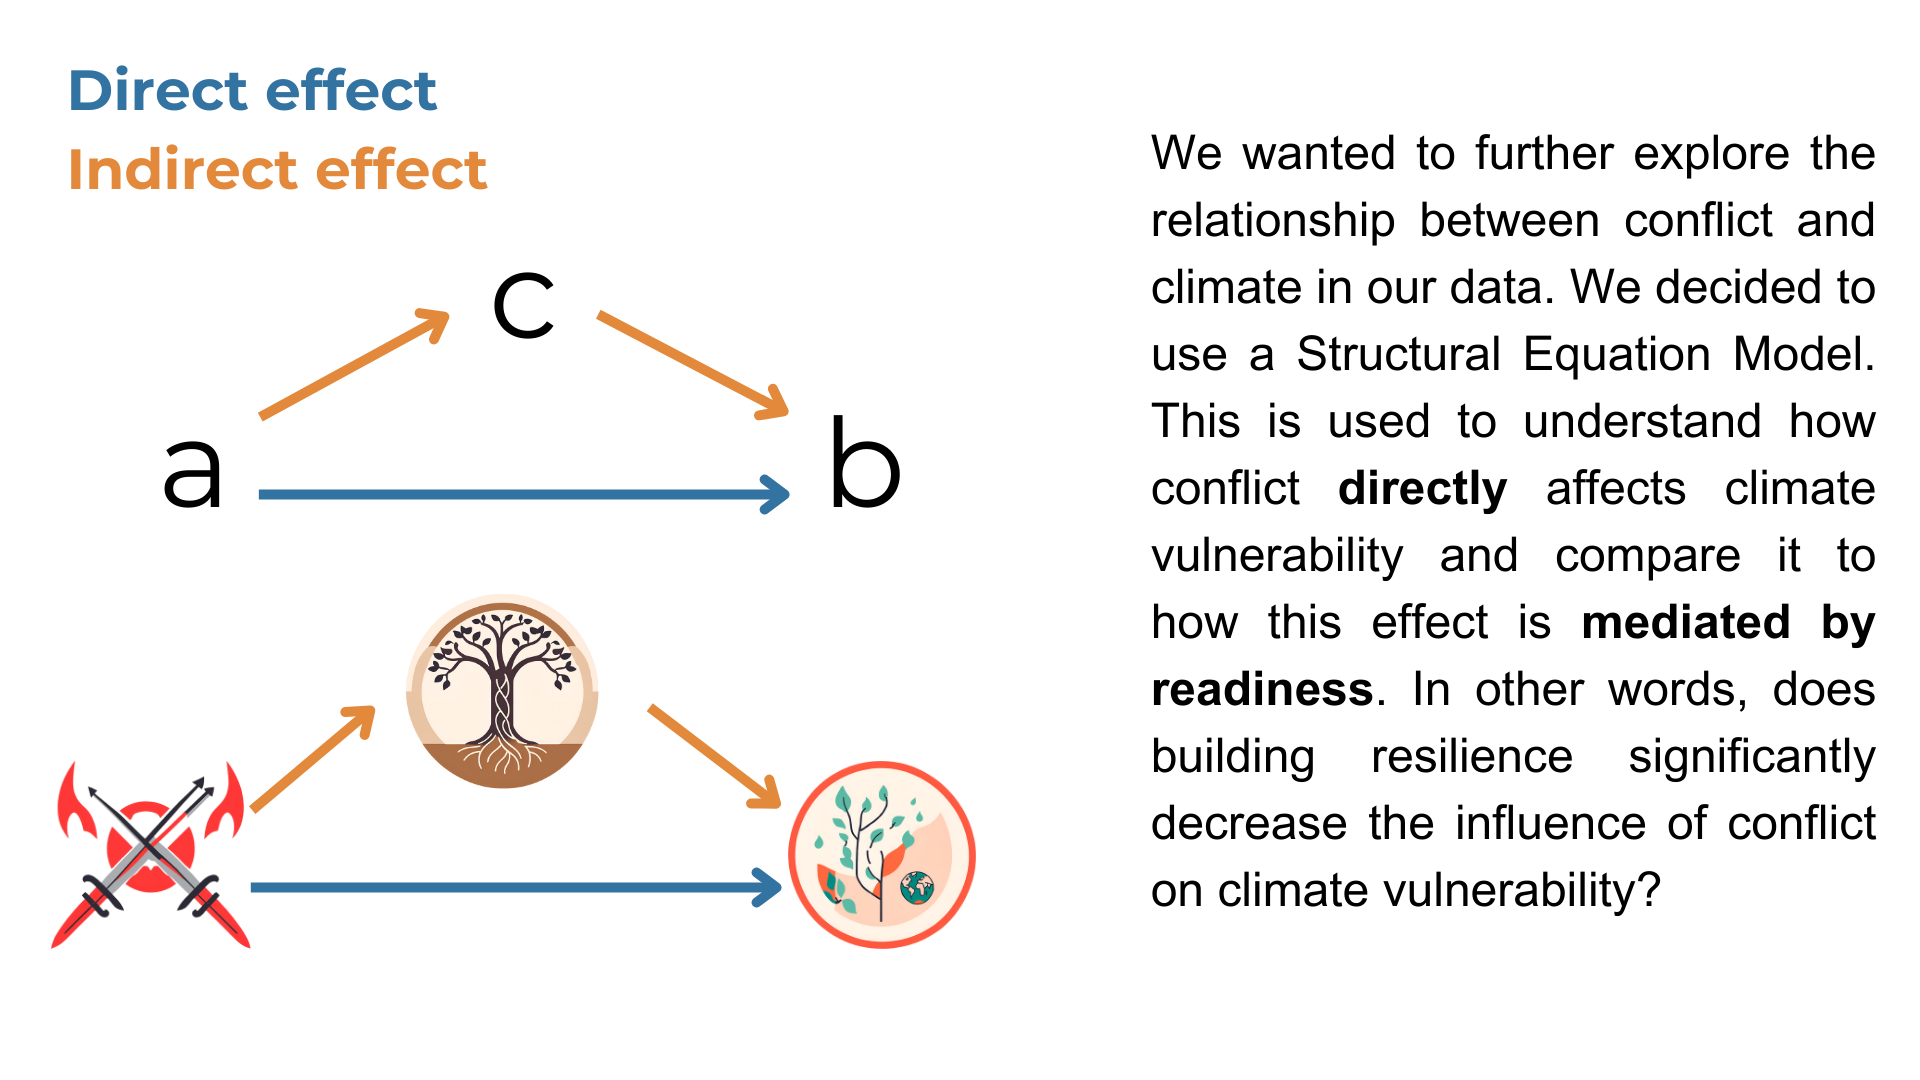 Direct effect
Indirect effect
c
a
b
We wanted to further explore the
relationship between conflict and
climate in our data. We decided to
use a Structural Equation Model.
This is used to understand how
conflict directly affects climate
vulnerability and compare it to
how this effect is mediated by
readiness. In other words, does
building resilience significantly
decrease the influence of conflict
on climate vulnerability?